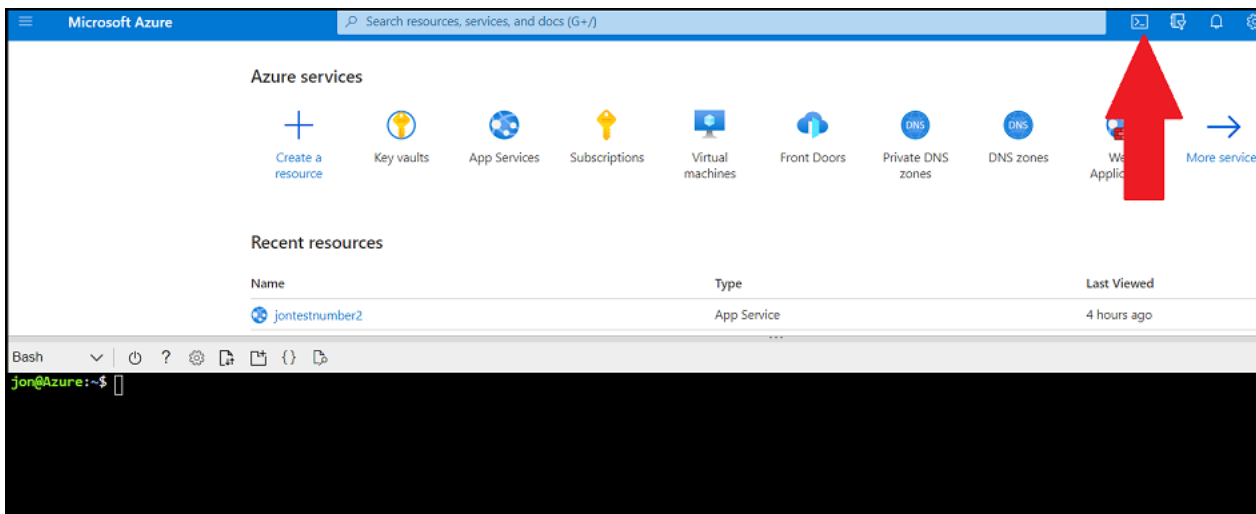 Microsoft Azure
Search resources, services, and docs (G+/)
Azure services
Create a resource
Key vaults
App Services
Subscriptions
Virtual machines
Front Doors
DNS
Private DNS zones
DNS
DNS zones
More service
Recent resources
Name Type Last Viewed
jontestnumber2 App Service 4 hours ago
Bash
jon@Azure:~$